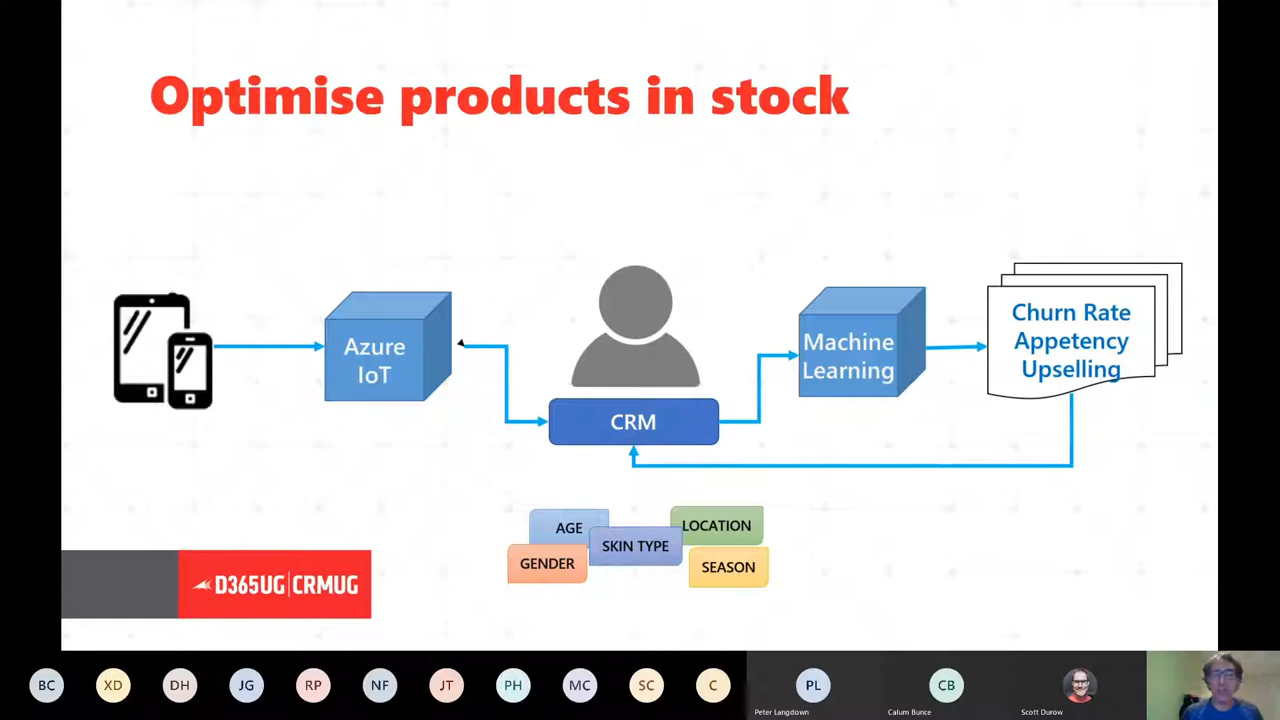 Optimise products in stock
Azure
IoT
CRM
Machine
Learning
Churn Rate
Appetency
Upselling
AGE
GENDER
SKIN TYPE
LOCATION
SEASON
D365UG|CRMUG
BC
XD
DH
JG
RP
NF
JT
PH
MC
SC
C
PL
Peter Langdown
CB
Calum Bunce
Scott Durow